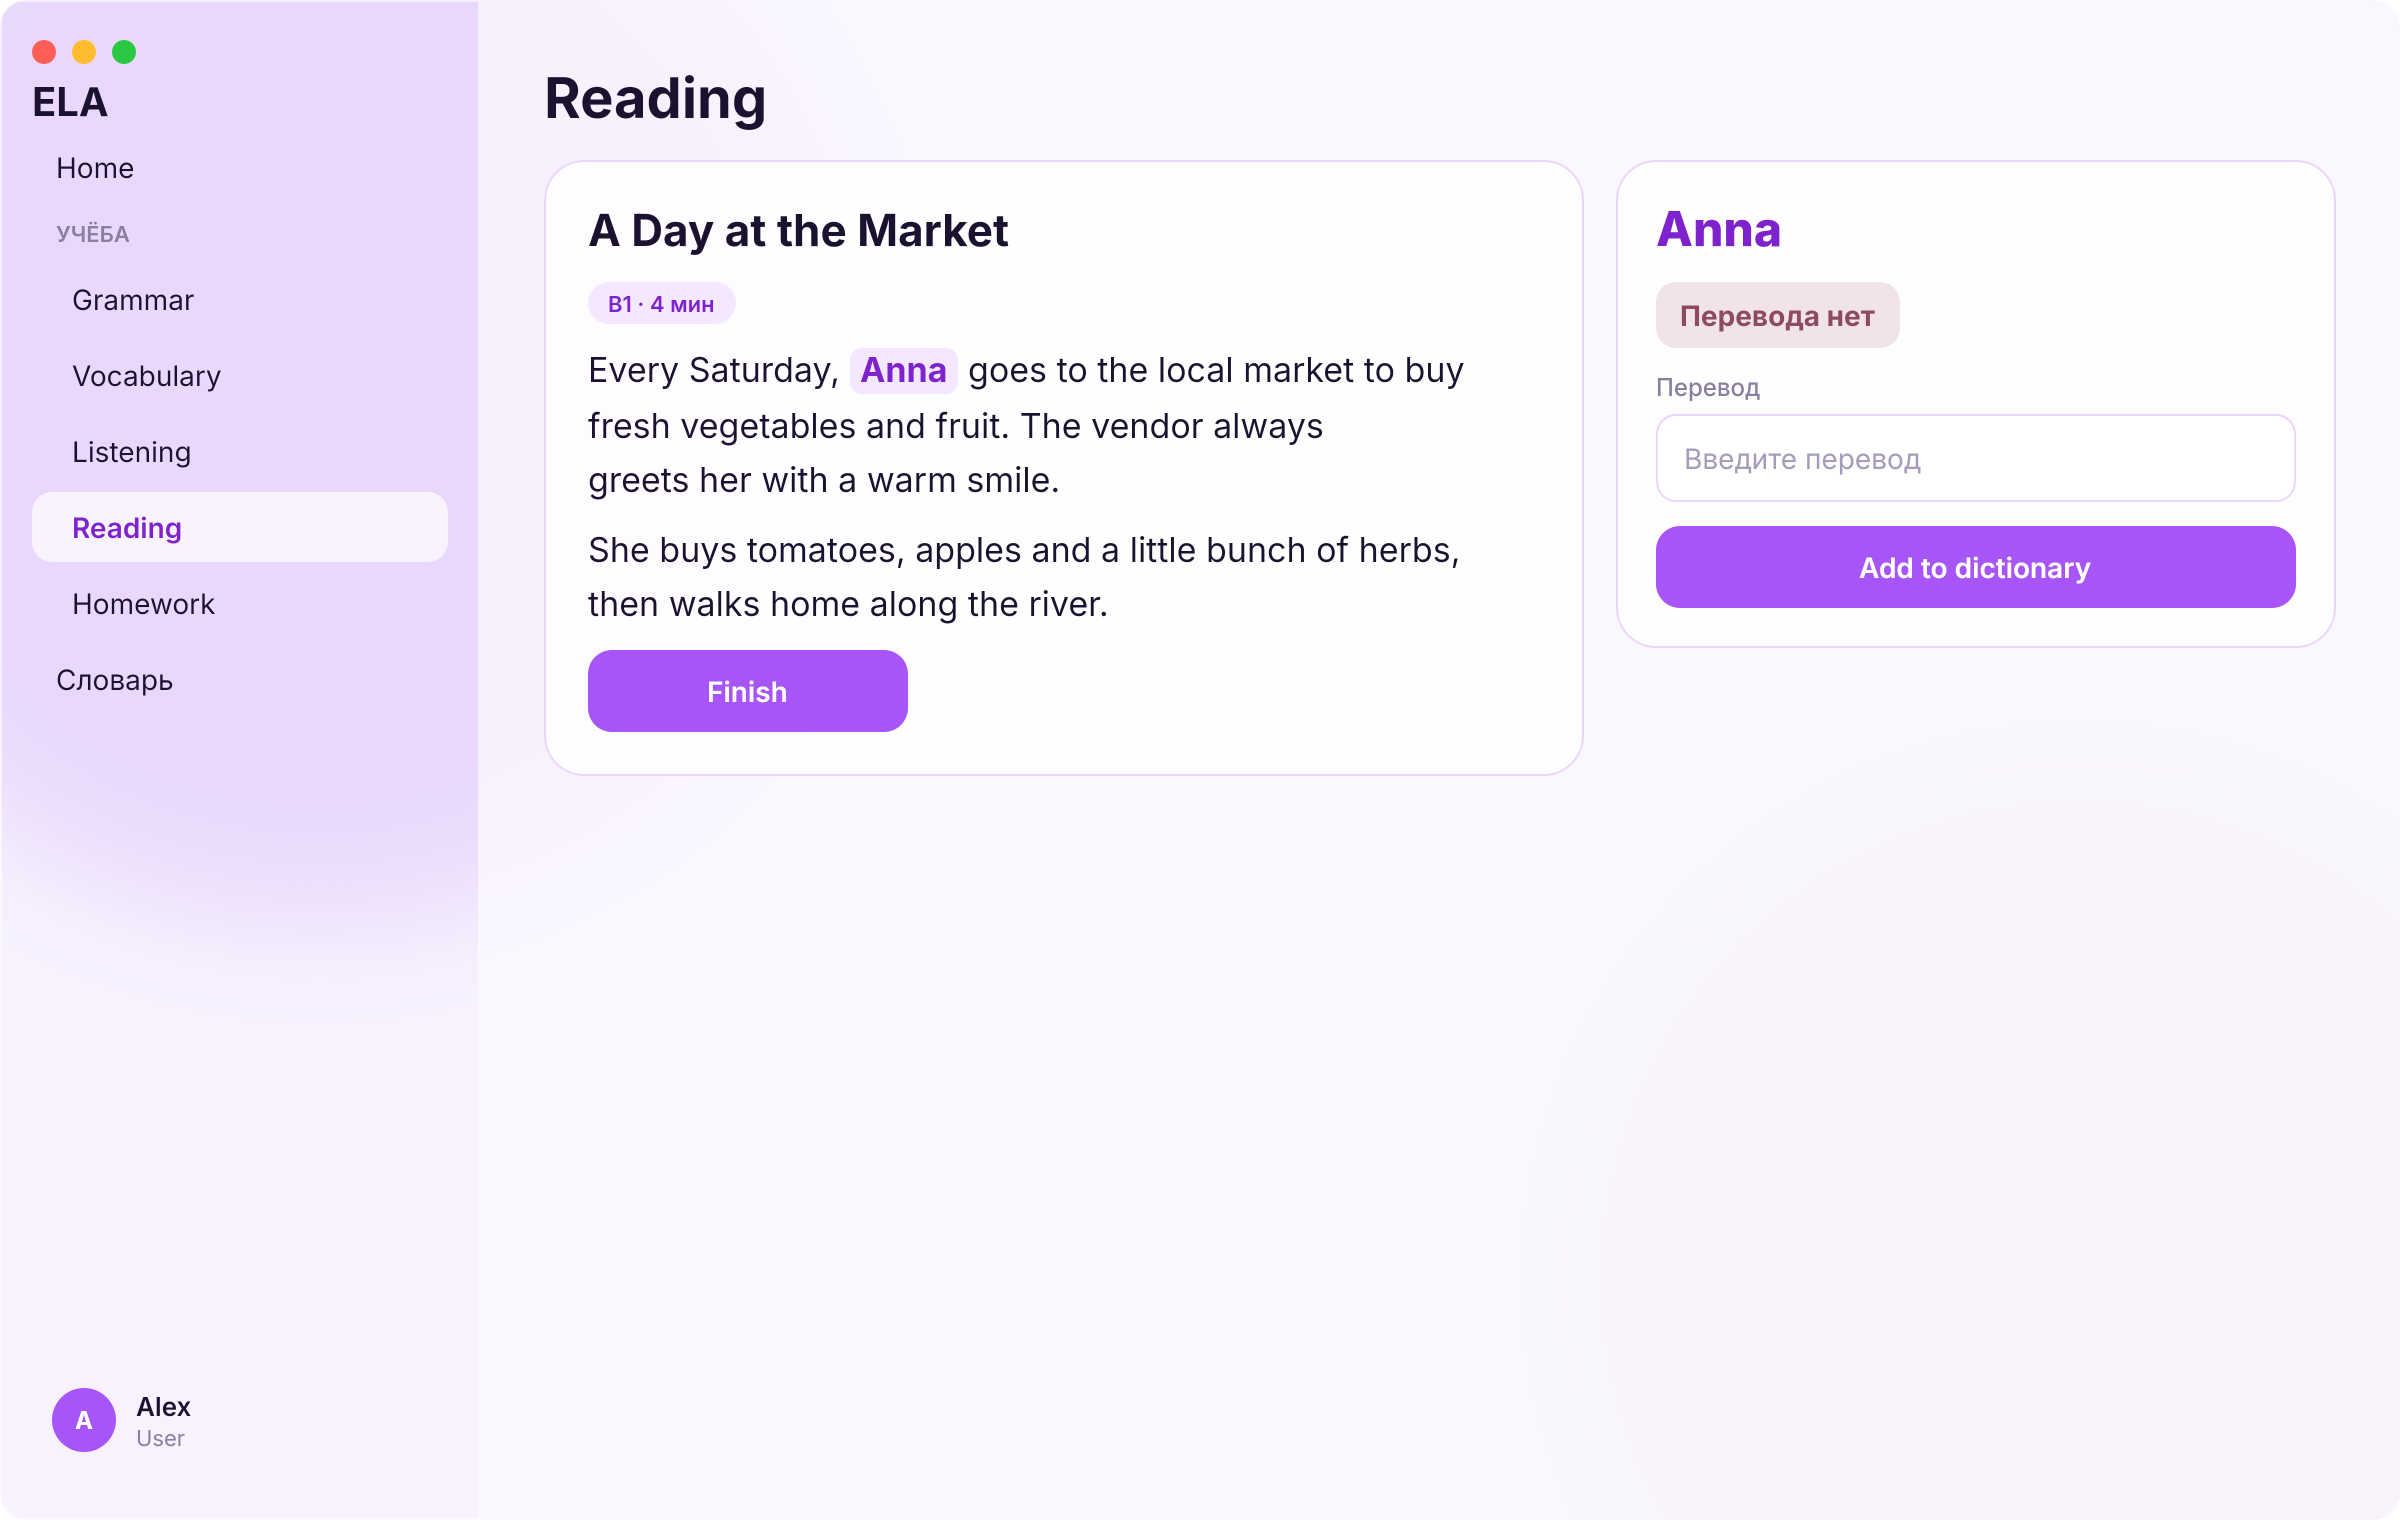 ELA
Home
УЧЁБА
Grammar
Vocabulary
Listening
Reading
Homework
Словарь
A
Alex
User
Reading
A Day at the Market
B1 · 4 мин
Every Saturday, Anna goes to the local market to buy
fresh vegetables and fruit. The vendor always
greets her with a warm smile.
She buys tomatoes, apples and a little bunch of herbs,
then walks home along the river.
Finish
Anna
Перевода нет
Перевод
Введите перевод
Add to dictionary